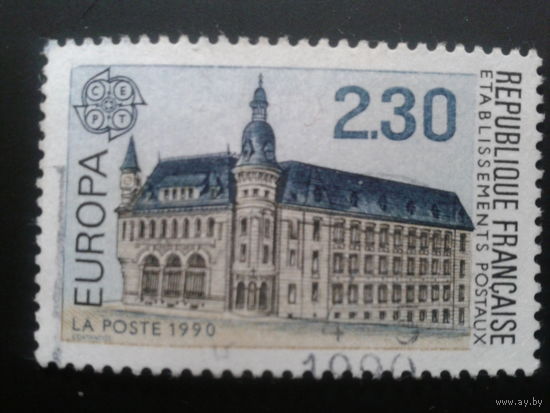 CEPT
2.30
EUROPA
REPUBLIQUE FRANÇAISE
ETABLISSEMENTS POSTAUX
LA POSTE 1990
1990
www.ay.by